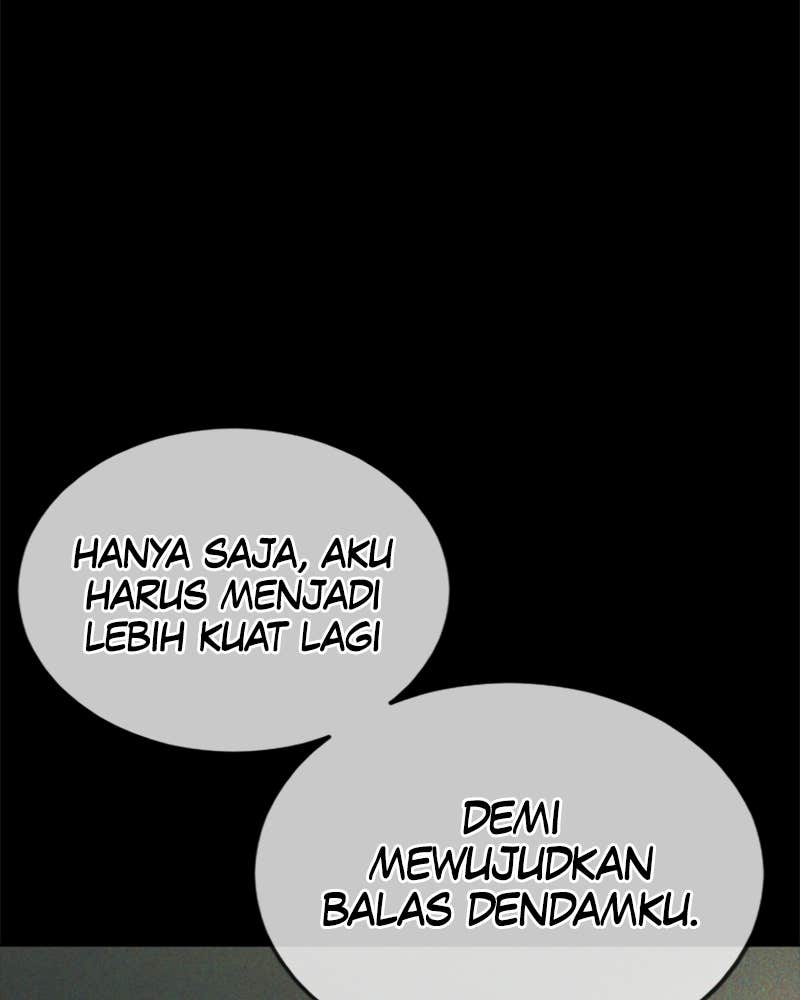 HANYA SAJA, AKU
HARUS MENJADI
LEBIH KUAT LAGI
DEMI
MEWUJUDKAN
BALAS DENDAMKU.